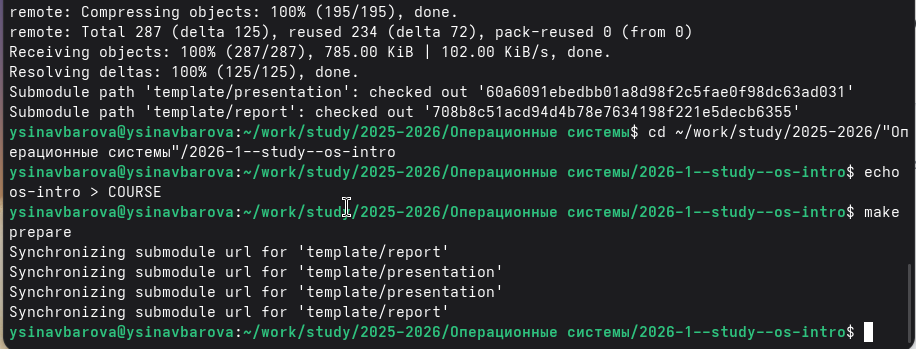 remote: Compressing objects: 100% (195/195), done.
remote: Total 287 (delta 125), reused 234 (delta 72), pack-reused 0 (from 0)
Receiving objects: 100% (287/287), 785.00 KiB | 102.00 KiB/s, done.
Resolving deltas: 100% (125/125), done.
Submodule path 'template/presentation': checked out '60a6091ebedbb01a8d98f2c5fae0f98dc63ad031'
Submodule path 'template/report': checked out '708b8c51acd94d4b78e7634198f221e5decb6355'
ysinavbarova@ysinavbarova:~/work/study/2025-2026/Операционные системы$ cd ~/work/study/2025-2026/"Оп
ерационные системы"/2026-1--study--os-intro
ysinavbarova@ysinavbarova:~/work/study/2025-2026/Операционные системы/2026-1--study--os-intro$ echo
os-intro > COURSE
ysinavbarova@ysinavbarova:~/work/study/2025-2026/Операционные системы/2026-1--study--os-intro$ make
prepare
Synchronizing submodule url for 'template/report'
Synchronizing submodule url for 'template/presentation'
Synchronizing submodule url for 'template/presentation'
Synchronizing submodule url for 'template/report'
ysinavbarova@ysinavbarova:~/work/study/2025-2026/Операционные системы/2026-1--study--os-intro$